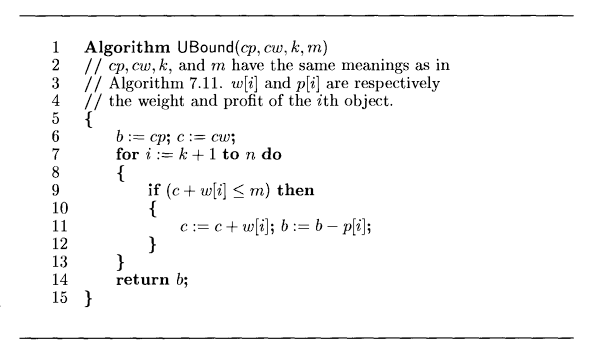 1 Algorithm UBound(cp, cw, k, m)
2 // cp, cw, k, and m have the same meanings as in
3 // Algorithm 7.11. w[i] and p[i] are respectively
4 // the weight and profit of the ith object.
5 {
6 b := cp; c := cw;
7 for i := k + 1 to n do
8 {
9 if (c + w[i] ≤ m) then
10 {
11 c := c + w[i]; b := b − p[i];
12 }
13 }
14 return b;
15 }